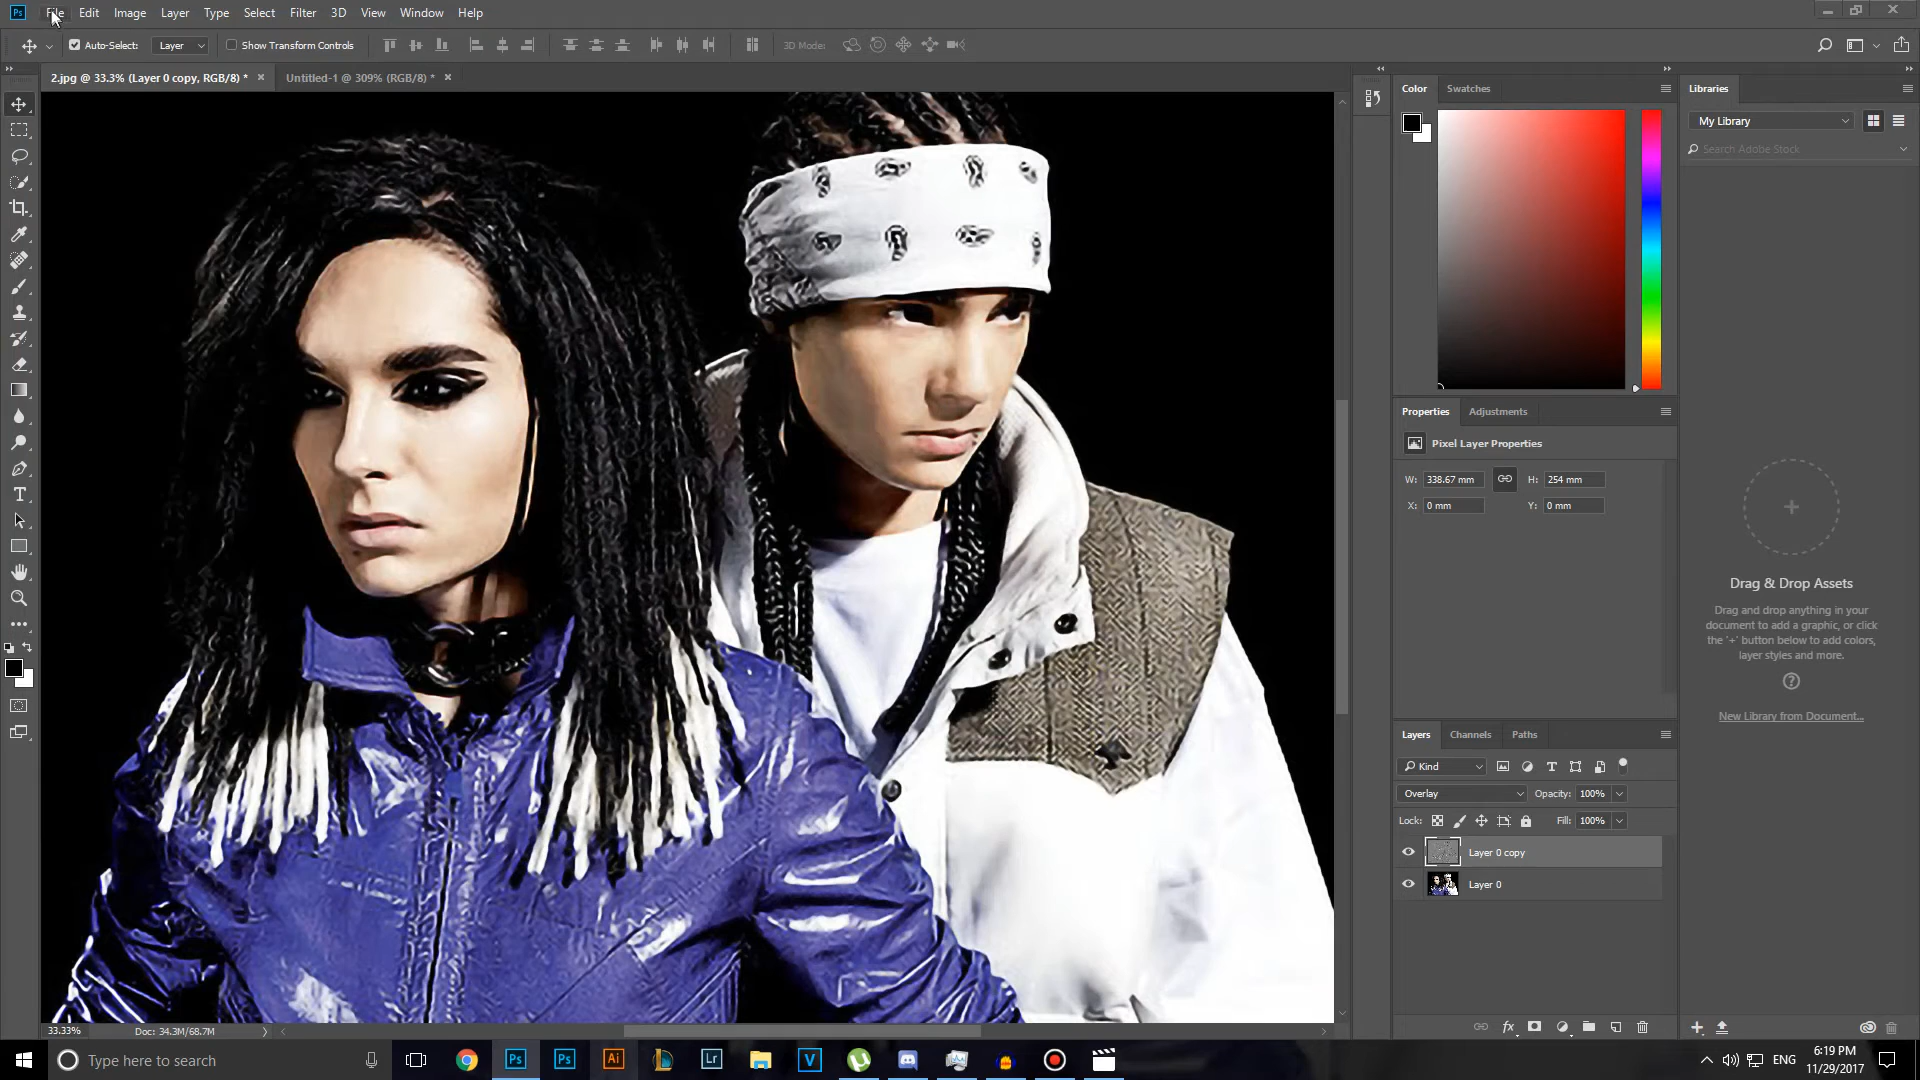 Ps File Edit Image Layer Type Select Filter 3D View Window Help
Auto-Select: Layer Show Transform Controls 3D Mode:
2.jpg @ 33.3% (Layer 0 copy, RGB/8) * Untitled-1 @ 309% (RGB/8) *
Color Swatches
Libraries
My Library
Search Adobe Stock
Properties Adjustments
Pixel Layer Properties
W: 338.67 mm H: 254 mm
X: 0 mm Y: 0 mm
Drag & Drop Assets
Drag and drop anything in your
document to add a graphic, or click
the '+' button below to add colors,
layer styles and more.
New Library from Document...
Layers Channels Paths
Kind
Overlay Opacity: 100%
Lock: Fill: 100%
Layer 0 copy
Layer 0
fx
33.33% Doc: 34.3M/68.7M
Type here to search
Ps Ps Ai Lr V
ENG
6:19 PM
11/29/2017